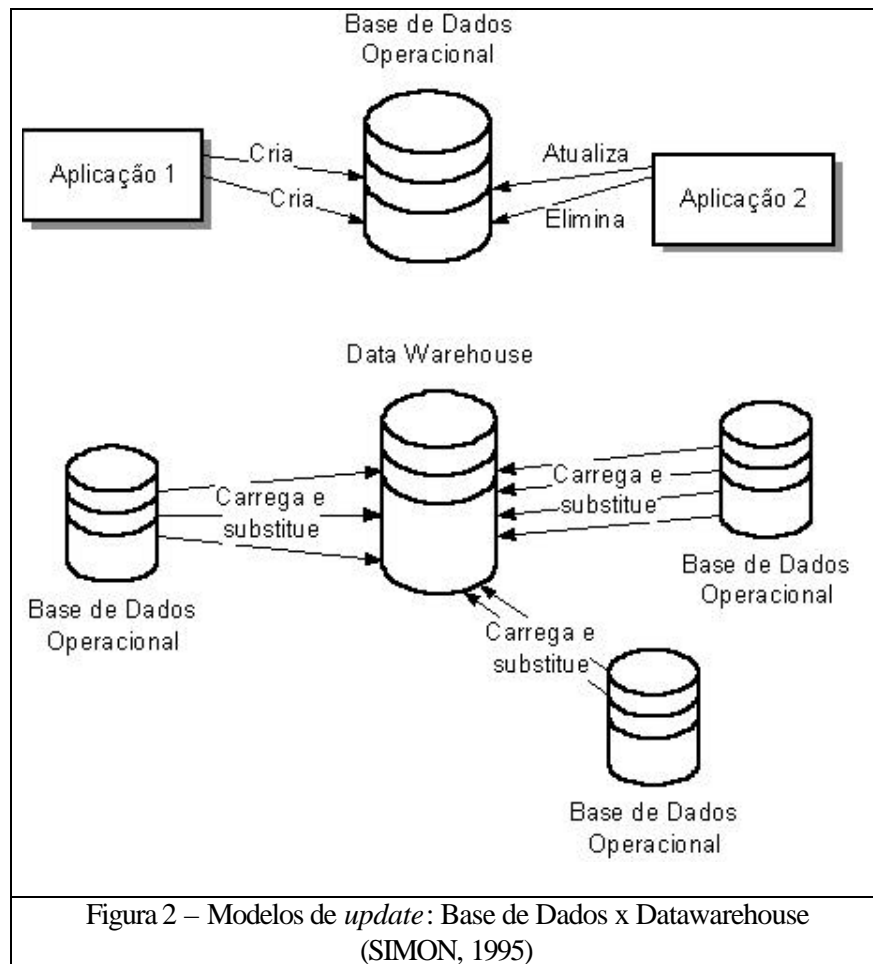 Base de Dados
Operacional
Aplicação 1
Cria
Cria
Atualiza
Elimina
Aplicação 2
Data Warehouse
Carrega e
substitue
Base de Dados
Operacional
Carrega e
substitue
Base de Dados
Operacional
Carrega e
substitue
Base de Dados
Operacional
Figura 2 – Modelos de update: Base de Dados x Datawarehouse
(SIMON, 1995)